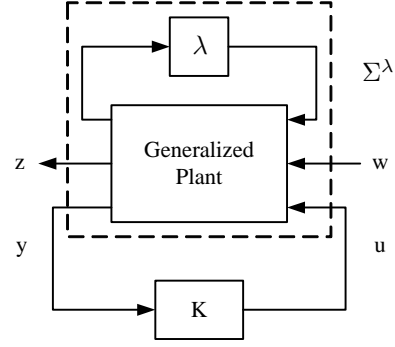 λ
Σ^λ
Generalized
Plant
z
w
y
u
K